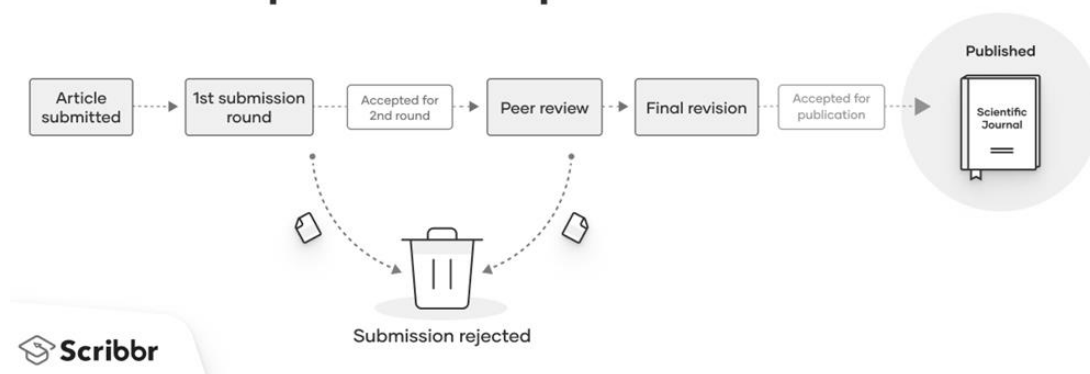 Article
submitted
1st submission
round
Accepted for
2nd round
Peer review
Final revision
Accepted for
publication
Published
Scientific
Journal
Submission rejected
Scribbr